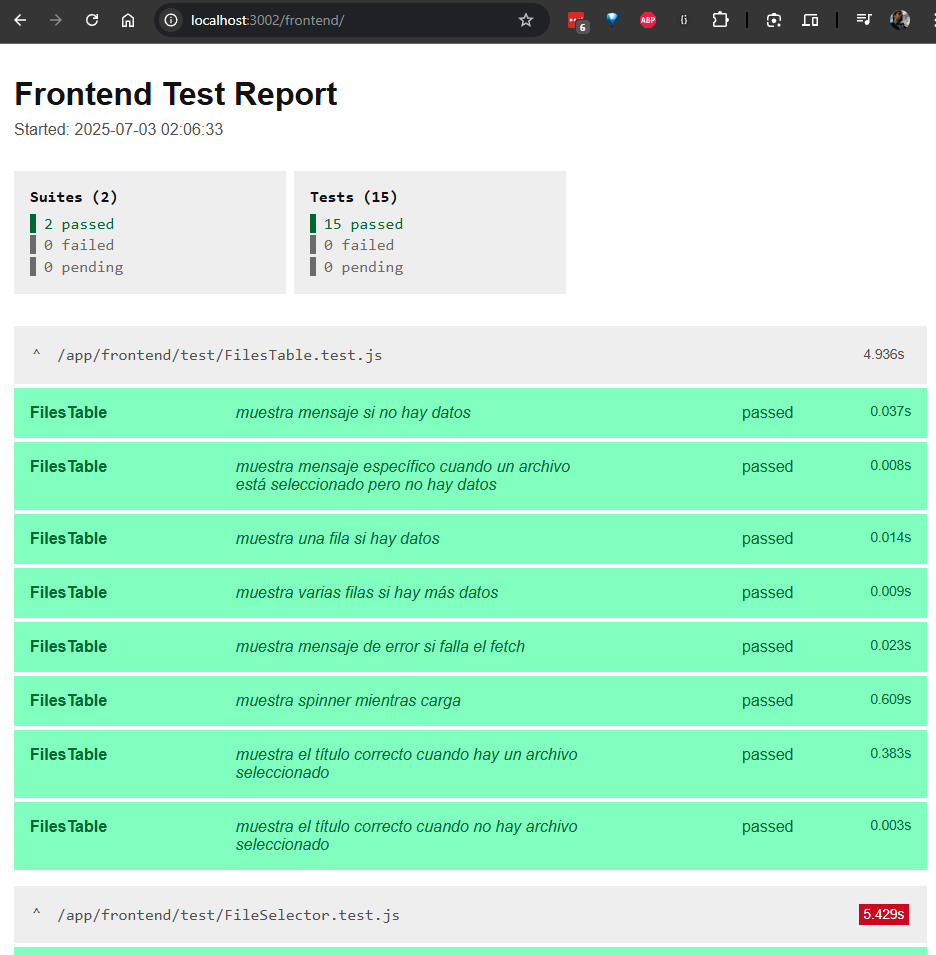 localhost:3002/frontend/
6
ABP
Frontend Test Report
Started: 2025-07-03 02:06:33
Suites (2)
2 passed
0 failed
0 pending
Tests (15)
15 passed
0 failed
0 pending
^ /app/frontend/test/FilesTable.test.js 4.936s
FilesTable muestra mensaje si no hay datos passed 0.037s
FilesTable muestra mensaje específico cuando un archivo passed 0.008s
está seleccionado pero no hay datos
FilesTable muestra una fila si hay datos passed 0.014s
FilesTable muestra varias filas si hay más datos passed 0.009s
FilesTable muestra mensaje de error si falla el fetch passed 0.023s
FilesTable muestra spinner mientras carga passed 0.609s
FilesTable muestra el título correcto cuando hay un archivo passed 0.383s
seleccionado
FilesTable muestra el título correcto cuando no hay archivo passed 0.003s
seleccionado
^ /app/frontend/test/FileSelector.test.js 5.429s